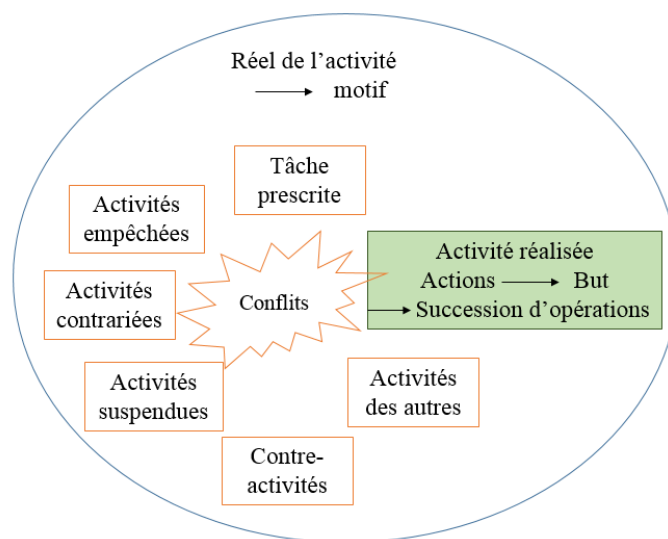 Réel de l’activité
motif
Tâche
prescrite
Activités
empêchées
Activité réalisée
Actions But
Succession d’opérations
Activités
contrariées
Conflits
Activités
suspendues
Activités
des autres
Contre-
activités